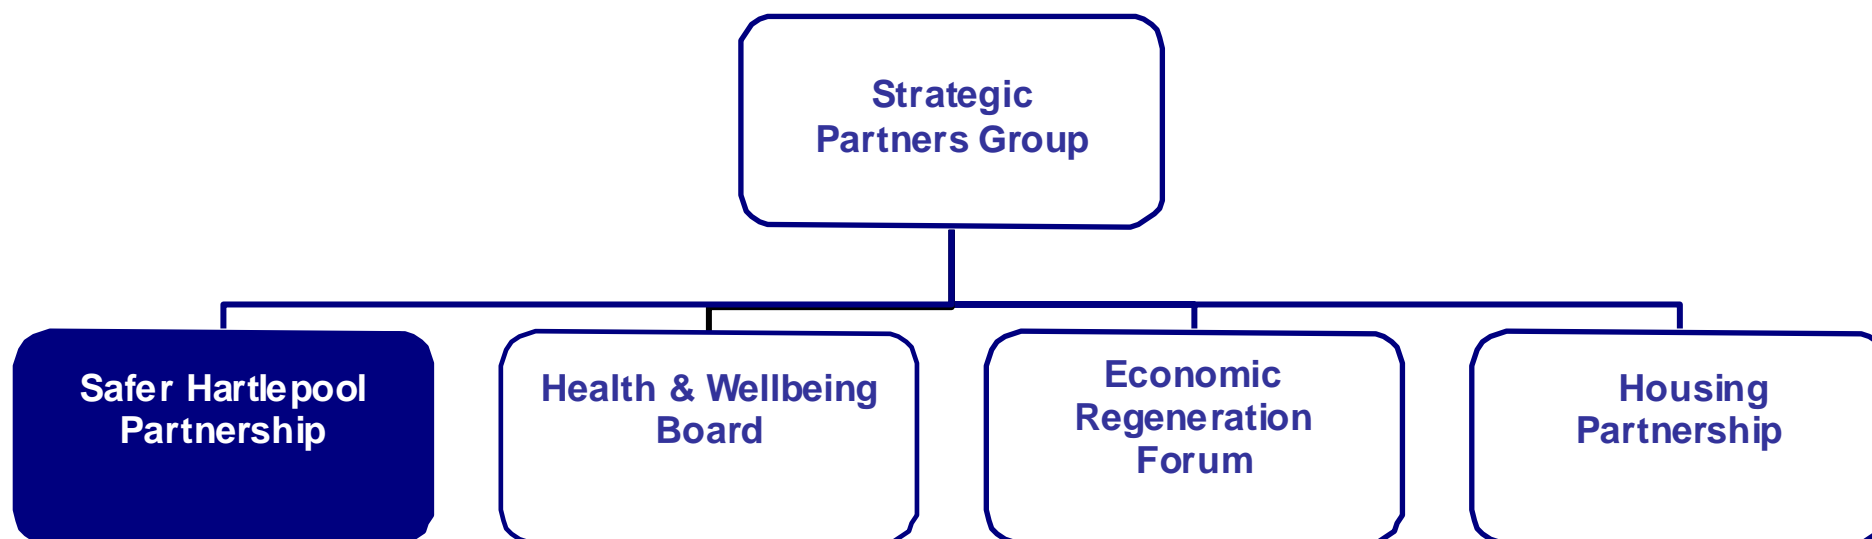 Strategic
Partners Group
Safer Hartlepool
Partnership
Health & Wellbeing
Board
Economic
Regeneration
Forum
Housing
Partnership